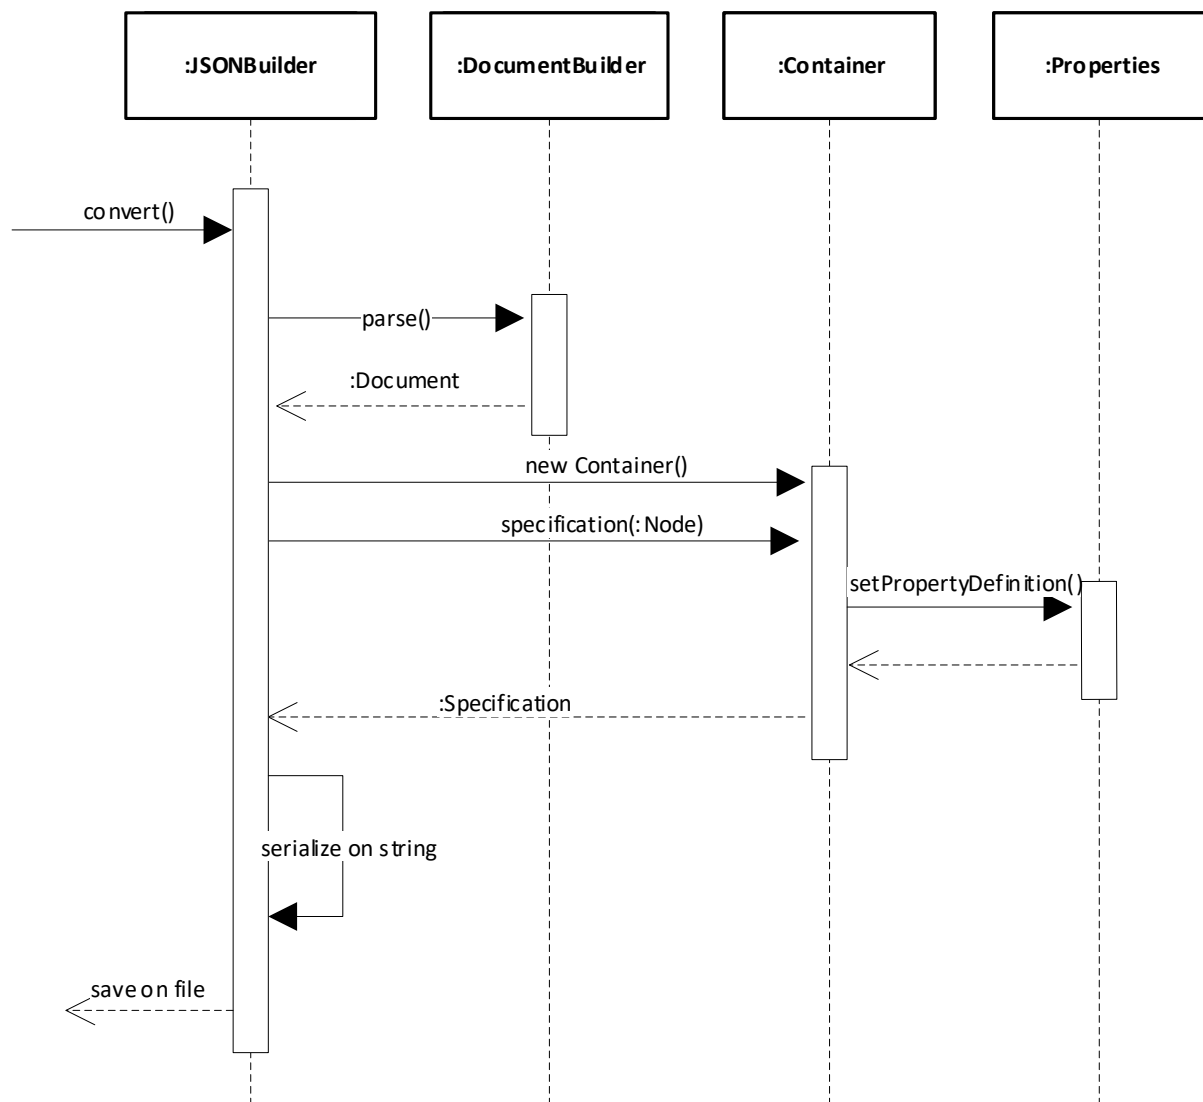 :JSONBuilder
:DocumentBuilder
:Container
:Properties
convert()
parse()
:Document
new Container()
specification(:Node)
setPropertyDefinition()
:Specification
serialize on string
save on file